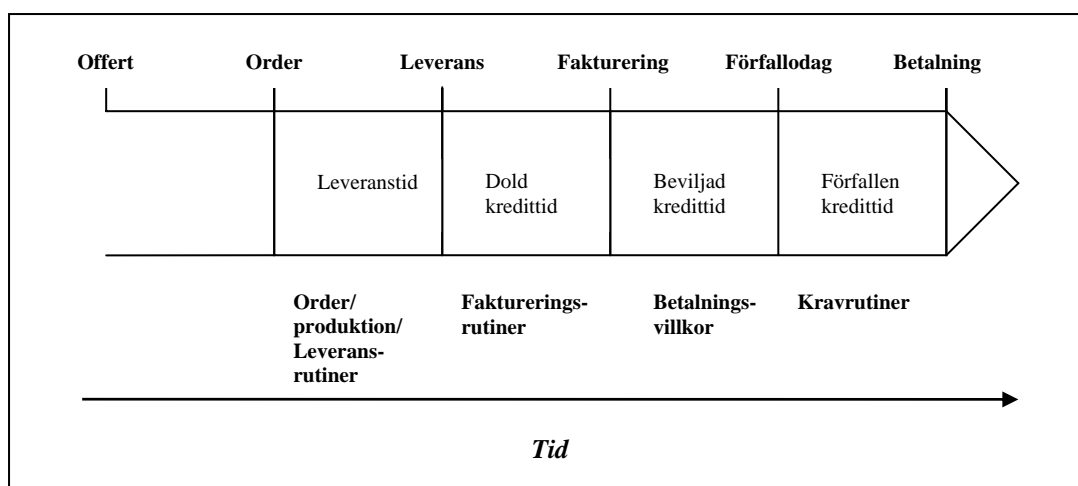 Offert Order Leverans Fakturering Förfallodag Betalning
Leveranstid
Dold
kredittid
Beviljad
kredittid
Förfallen
kredittid
Order/
produktion/
Leverans-
rutiner
Fakturerings-
rutiner
Betalnings-
villkor
Kravrutiner
Tid